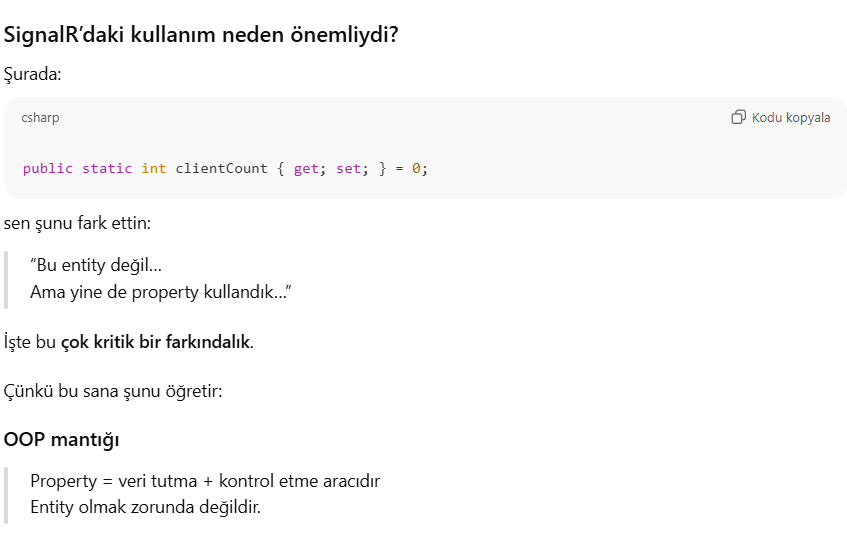 SignalR’daki kullanım neden önemliydi?
Şurada:
csharp
Kodu kopyala
public static int clientCount { get; set; } = 0;
sen şunu fark ettin:
“Bu entity değil…
Ama yine de property kullandık…”
İşte bu çok kritik bir farkındalık.
Çünkü bu sana şunu öğretir:
OOP mantığı
Property = veri tutma + kontrol etme aracıdır
Entity olmak zorunda değildir.